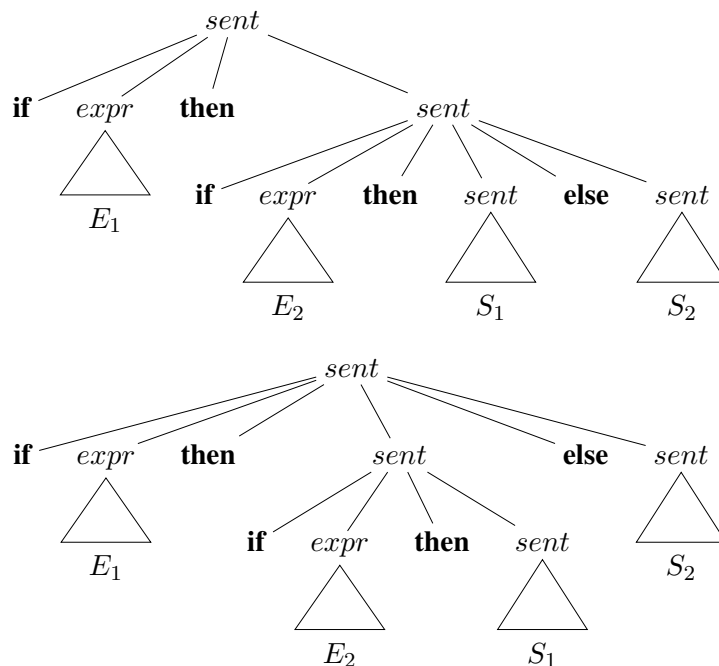 sent
if expr then sent
E₁ if expr then sent else sent
E₂ S₁ S₂
sent
if expr then sent else sent
E₁ if expr then sent S₂
E₂ S₁